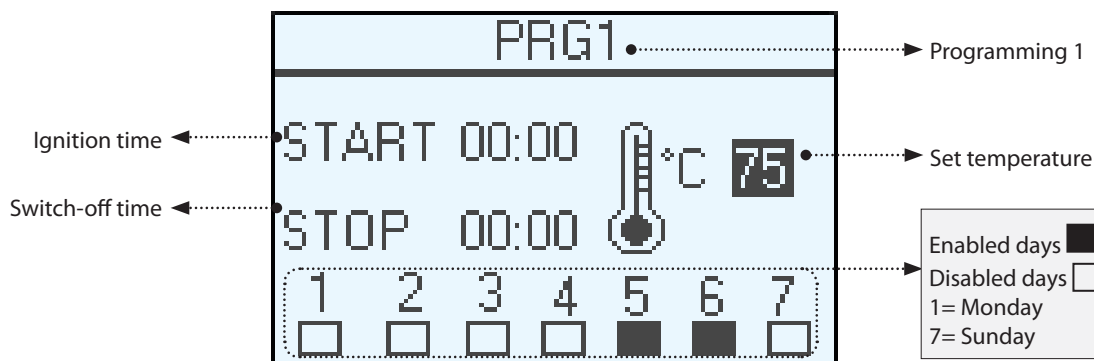 PRG1
Programming 1
Ignition time
START 00:00
°C 75
Set temperature
Switch-off time
STOP 00:00
1 2 3 4 5 6 7
Enabled days
Disabled days
1= Monday
7= Sunday